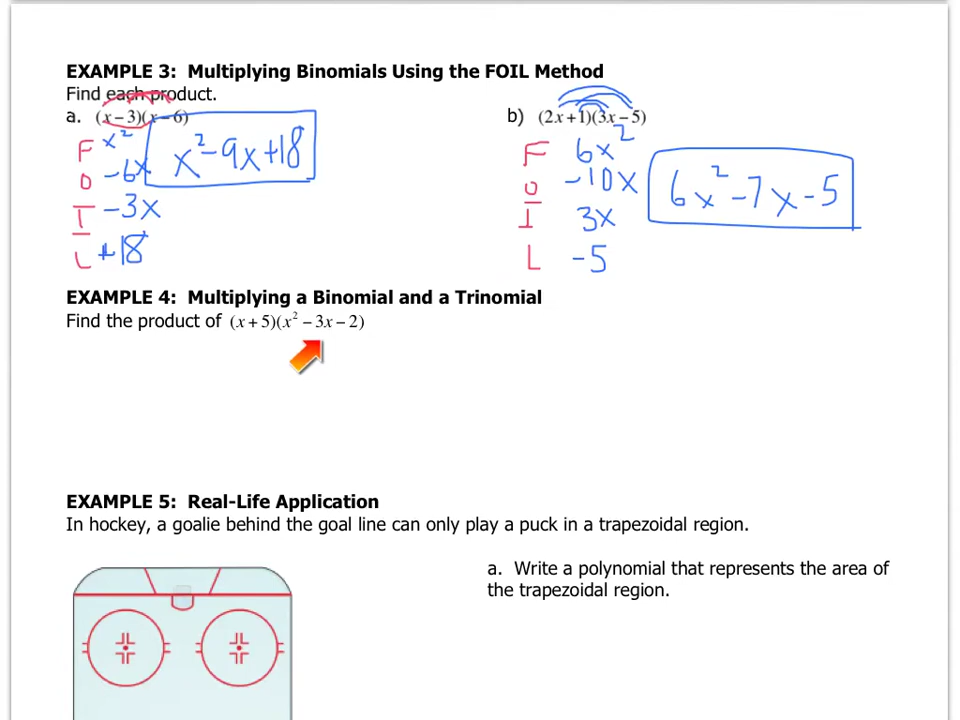 EXAMPLE 3: Multiplying Binomials Using the FOIL Method
Find each product.
a. (x − 3)(x − 6)
F x²
O −6x
I −3x
L +18
x² − 9x + 18
b) (2x + 1)(3x − 5)
F 6x²
O −10x
I 3x
L −5
6x² − 7x − 5
EXAMPLE 4: Multiplying a Binomial and a Trinomial
Find the product of (x + 5)(x² − 3x − 2)
EXAMPLE 5: Real-Life Application
In hockey, a goalie behind the goal line can only play a puck in a trapezoidal region.
a. Write a polynomial that represents the area of
the trapezoidal region.